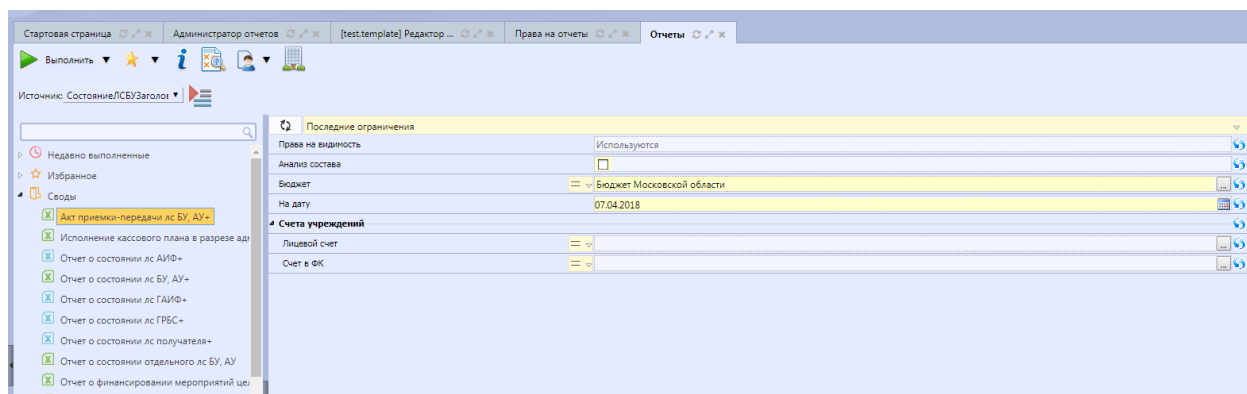 Стартовая страница Администратор отчетов [test.template] Редактор ... Права на отчеты Отчеты
Выполнить
Источник: СостояниеЛСБУЗаголов
Последние ограничения
Недавно выполненные
Избранное
Своды
Акт приемки-передачи лс БУ, АУ+
Исполнение кассового плана в разрезе адм
Отчет о состоянии лс АИФ+
Отчет о состоянии лс БУ, АУ+
Отчет о состоянии лс ГАИФ+
Отчет о состоянии лс ГРБС+
Отчет о состоянии лс получателя+
Отчет о состоянии отдельного лс БУ, АУ
Отчет о финансировании мероприятий цел
Права на видимость Используются
Анализ состава
Бюджет = Бюджет Московской области ...
На дату 07.04.2018
Счета учреждений
Лицевой счет = ...
Счет в ФК = ...